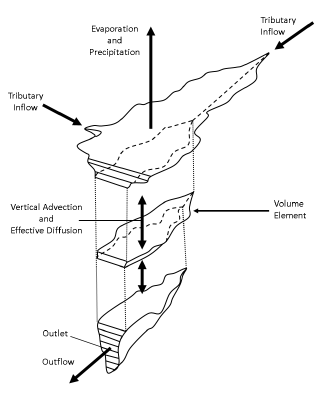 Tributary
Inflow
Evaporation
and
Precipitation
Tributary
Inflow
Vertical Advection
and
Effective Diffusion
Volume
Element
Outlet
Outflow